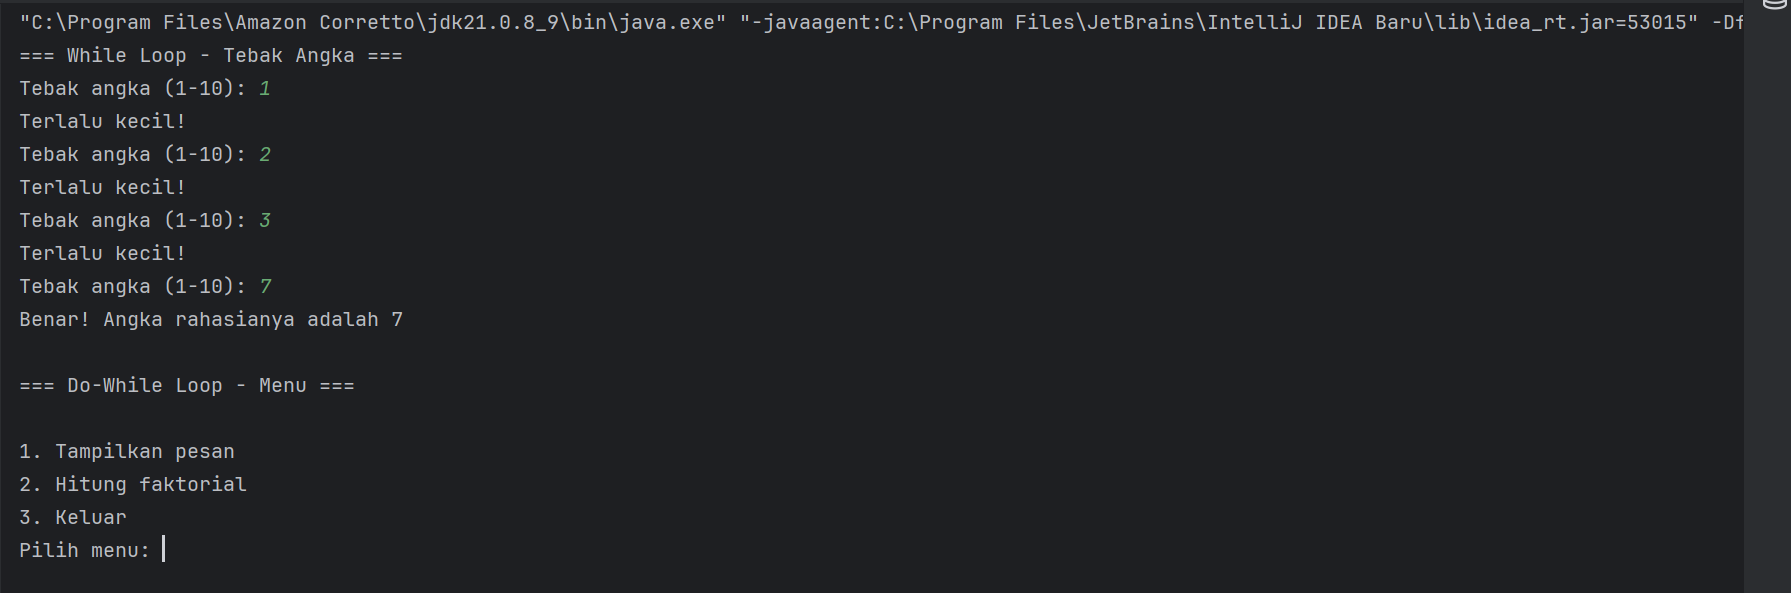 "C:\Program Files\Amazon Corretto\jdk21.0.8_9\bin\java.exe" "-javaagent:C:\Program Files\JetBrains\IntelliJ IDEA Baru\lib\idea_rt.jar=53015" -Df
=== While Loop - Tebak Angka ===
Tebak angka (1-10): 1
Terlalu kecil!
Tebak angka (1-10): 2
Terlalu kecil!
Tebak angka (1-10): 3
Terlalu kecil!
Tebak angka (1-10): 7
Benar! Angka rahasianya adalah 7
=== Do-While Loop - Menu ===
1. Tampilkan pesan
2. Hitung faktorial
3. Keluar
Pilih menu: